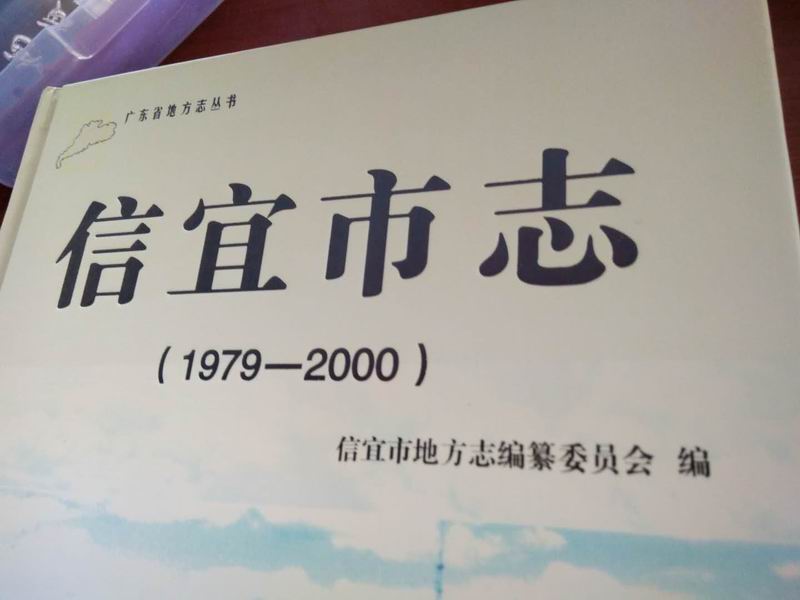 广东省地方志丛书
信宜市志
(1979—2000)
信宜市地方志编纂委员会 编